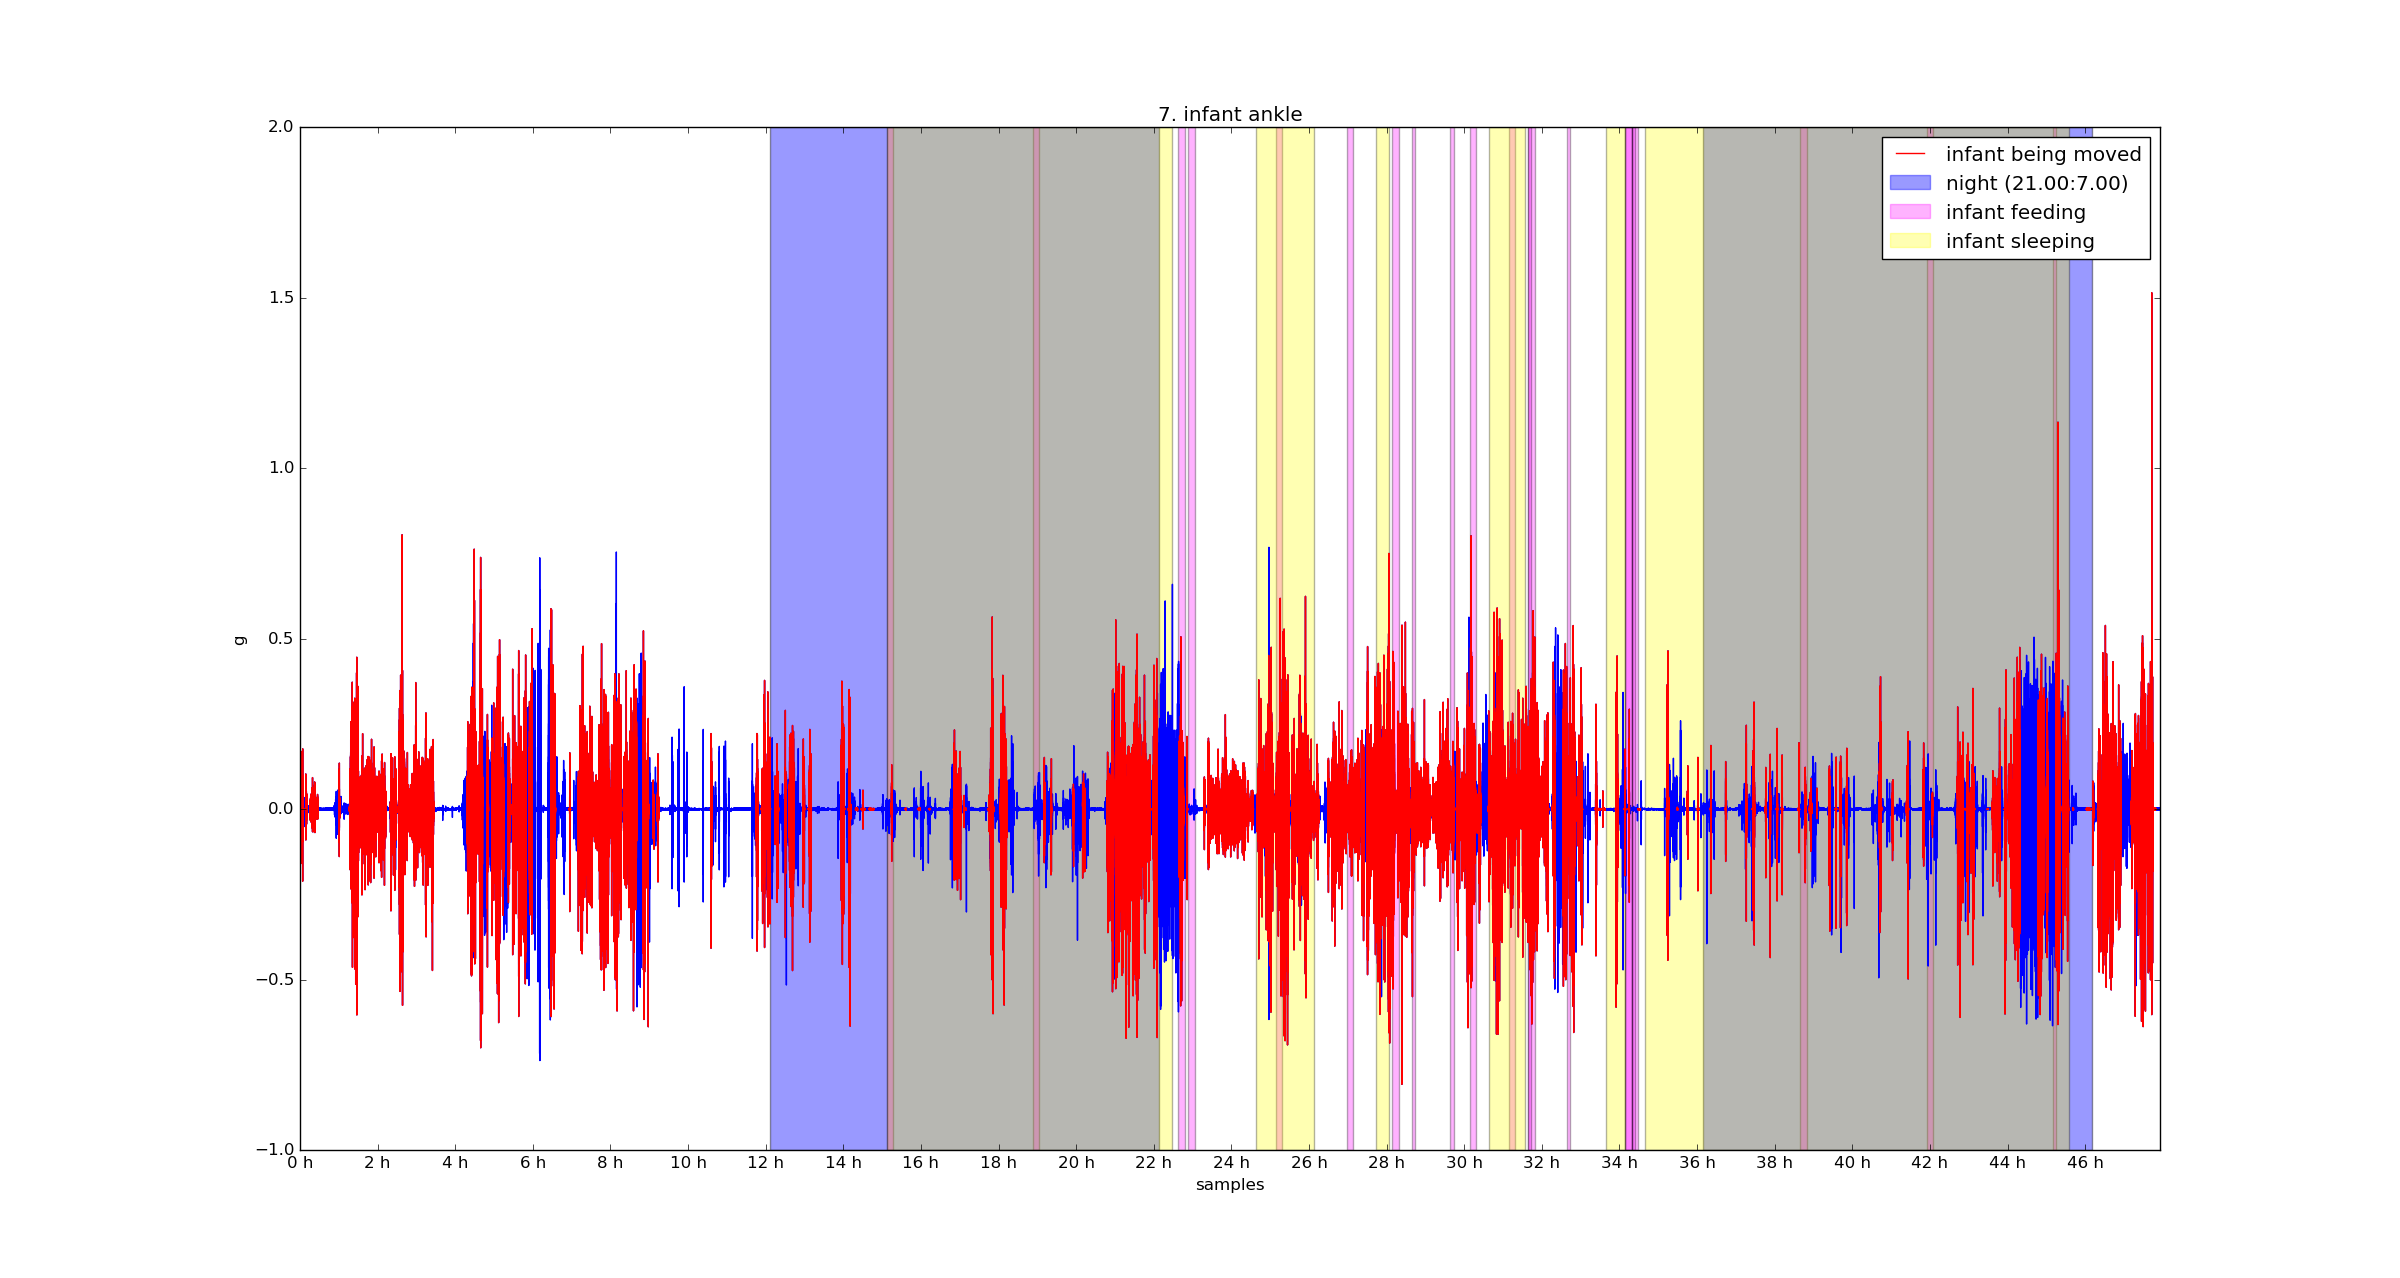 7. infant ankle
2.0
1.5
1.0
0.5
0.0
−0.5
−1.0
g
infant being moved
night (21.00:7.00)
infant feeding
infant sleeping
0 h 2 h 4 h 6 h 8 h 10 h 12 h 14 h 16 h 18 h 20 h 22 h 24 h 26 h 28 h 30 h 32 h 34 h 36 h 38 h 40 h 42 h 44 h 46 h
samples